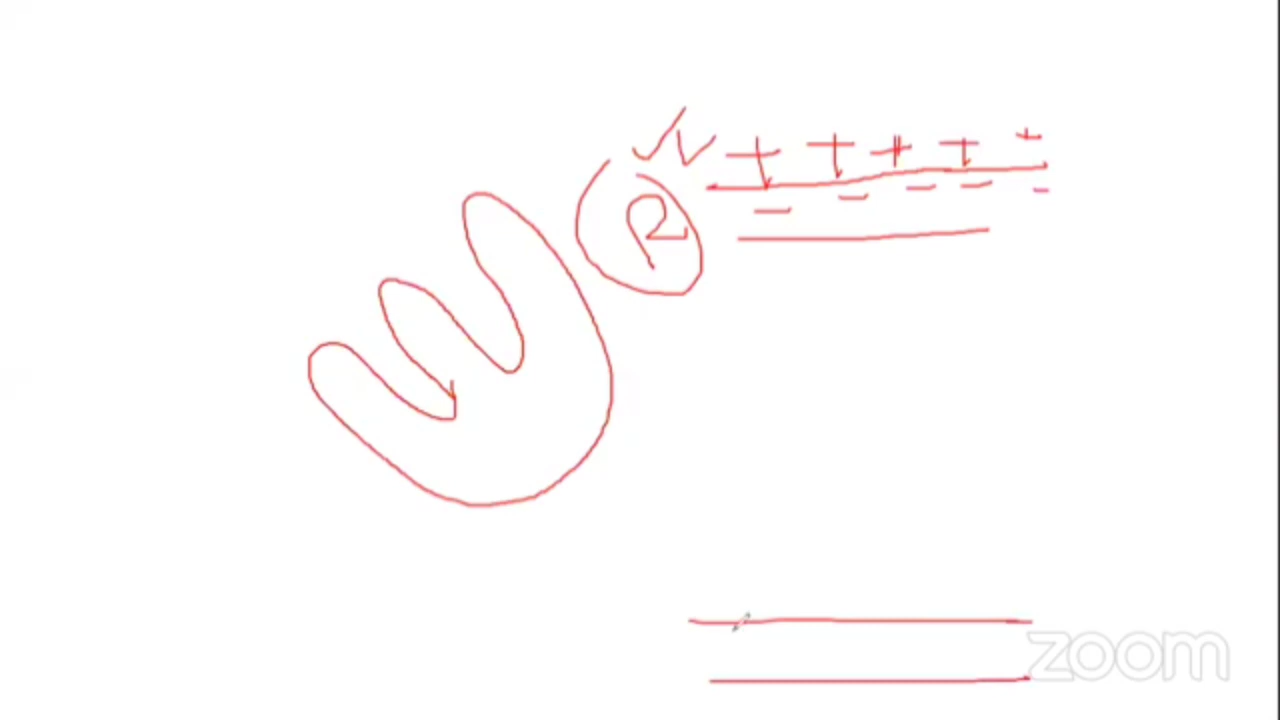 + + + + +
R
- - - - -
zoom